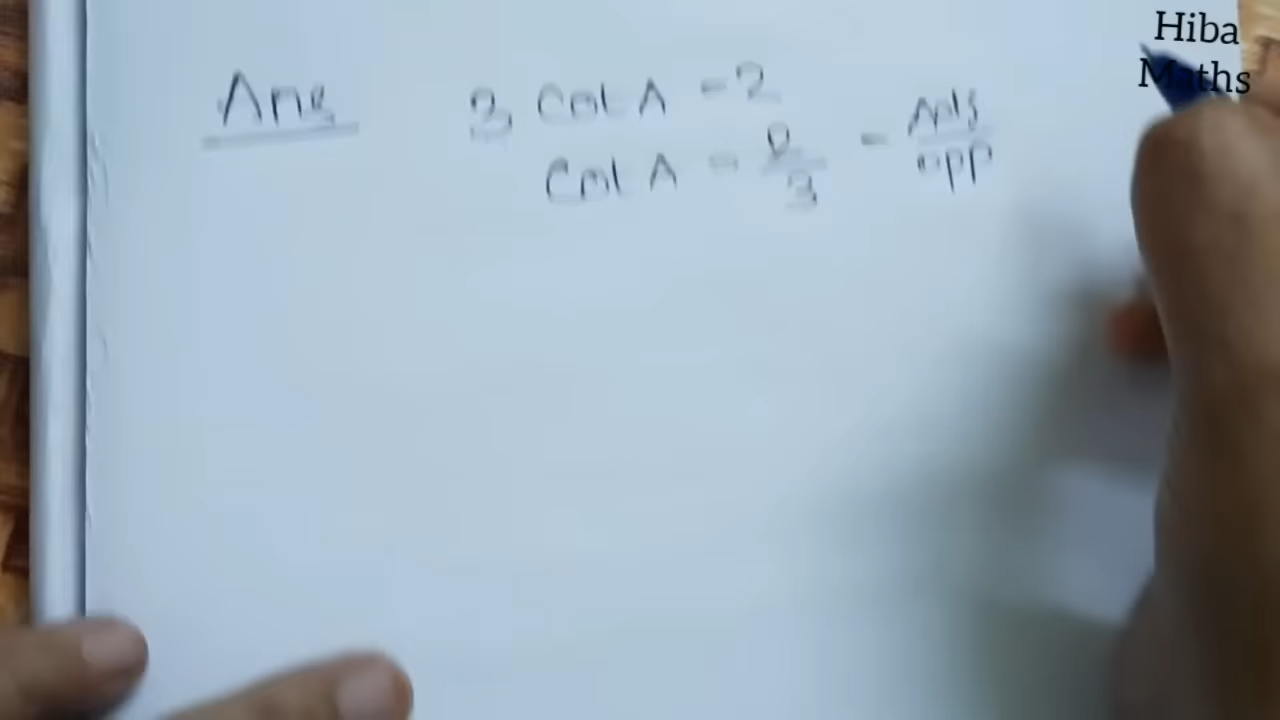 Hiba
Maths
Ans 3 Cot A = 2
Cot A = 2/3 = Adj/opp